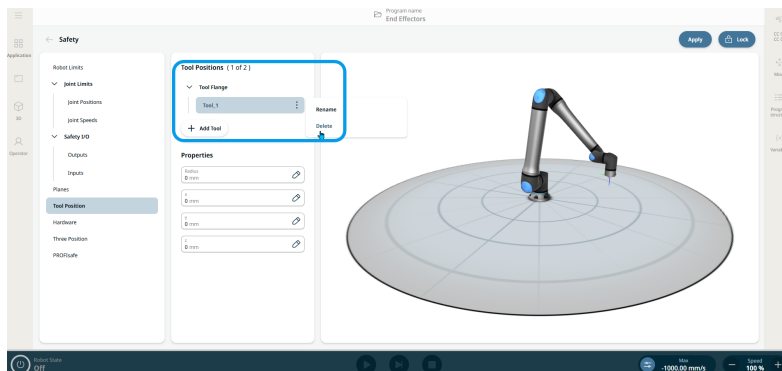 Program name
End Effectors
Safety
Apply
Lock
Application
Operator
Robot Limits
Joint Limits
Joint Positions
Joint Speeds
Safety I/O
Outputs
Inputs
Planes
Tool Position
Hardware
Three Position
PROFIsafe
Tool Positions ( 1 of 2 )
Tool Flange
Tool_1
Add Tool
Rename
Delete
Properties
Radius
0 mm
0 mm
0 mm
0 mm
Robot State
Off
Max
-1000.00 mm/s
Speed
100 %